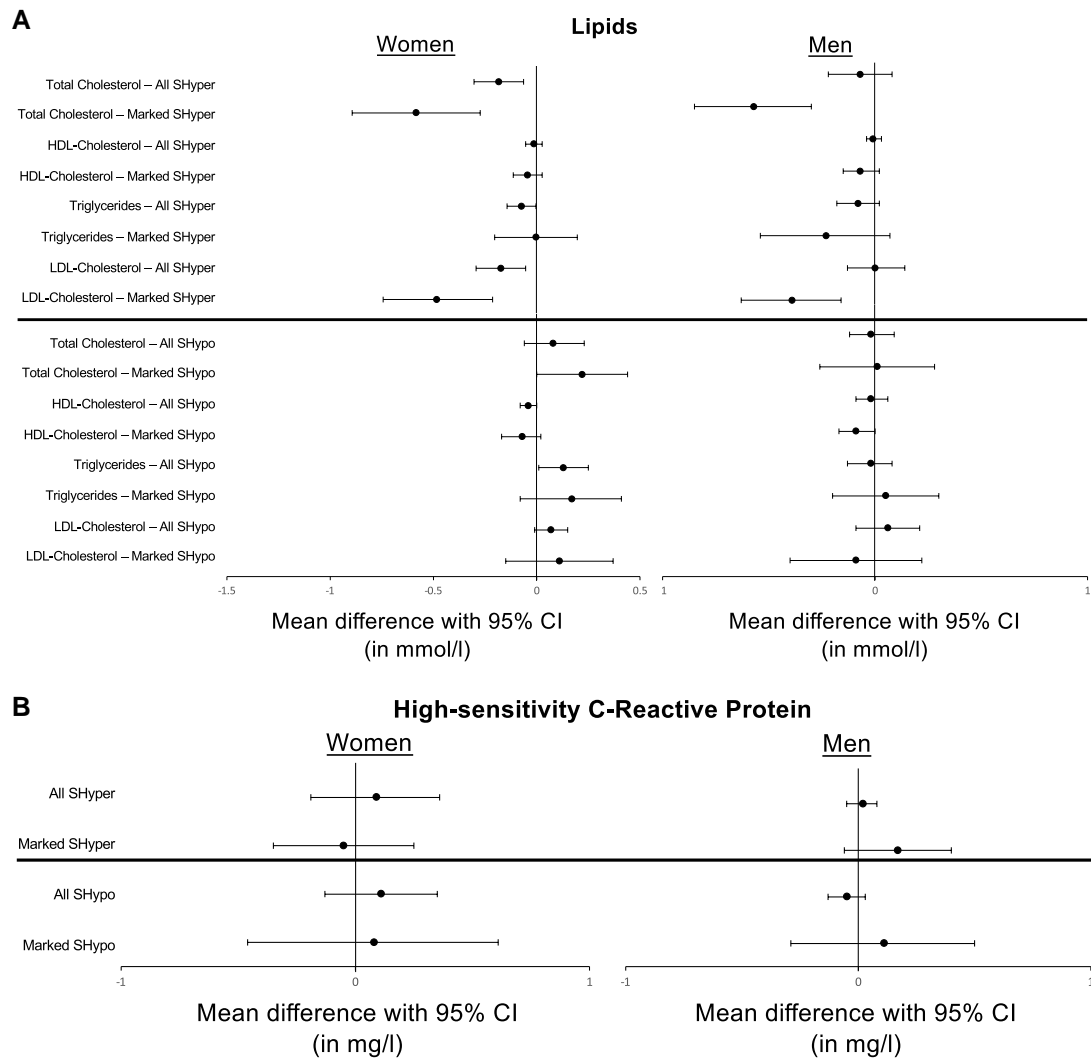 A
Lipids
Women
Men
Total Cholesterol – All SHyper
Total Cholesterol – Marked SHyper
HDL-Cholesterol – All SHyper
HDL-Cholesterol – Marked SHyper
Triglycerides – All SHyper
Triglycerides – Marked SHyper
LDL-Cholesterol – All SHyper
LDL-Cholesterol – Marked SHyper
Total Cholesterol – All SHypo
Total Cholesterol – Marked SHypo
HDL-Cholesterol – All SHypo
HDL-Cholesterol – Marked SHypo
Triglycerides – All SHypo
Triglycerides – Marked SHypo
LDL-Cholesterol – All SHypo
LDL-Cholesterol – Marked SHypo
-1.5 -1 -0.5 0 0.5
1 0 1
Mean difference with 95% CI
(in mmol/l)
Mean difference with 95% CI
(in mmol/l)
B
High-sensitivity C-Reactive Protein
Women
Men
All SHyper
Marked SHyper
All SHypo
Marked SHypo
-1 0 1
-1 0 1
Mean difference with 95% CI
(in mg/l)
Mean difference with 95% CI
(in mg/l)